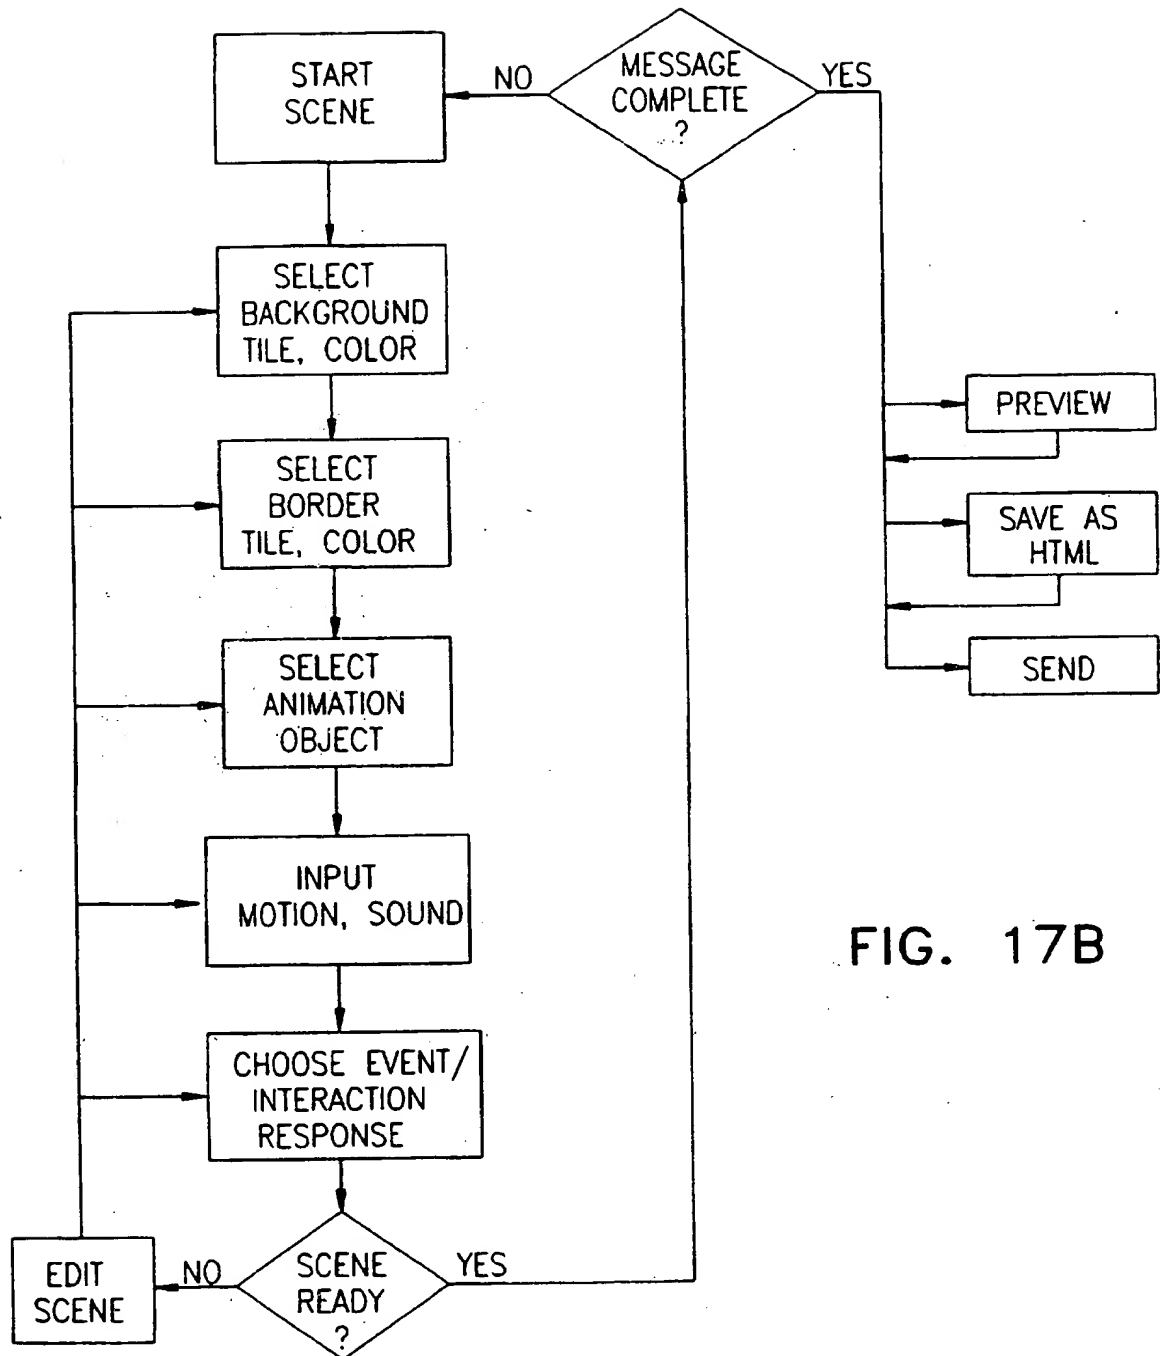 START
SCENE
NO
MESSAGE
COMPLETE
?
YES
SELECT
BACKGROUND
TILE, COLOR
SELECT
BORDER
TILE, COLOR
SELECT
ANIMATION
OBJECT
INPUT
MOTION, SOUND
CHOOSE EVENT/
INTERACTION
RESPONSE
SCENE
READY
?
NO
YES
EDIT
SCENE
PREVIEW
SAVE AS
HTML
SEND
FIG. 17B